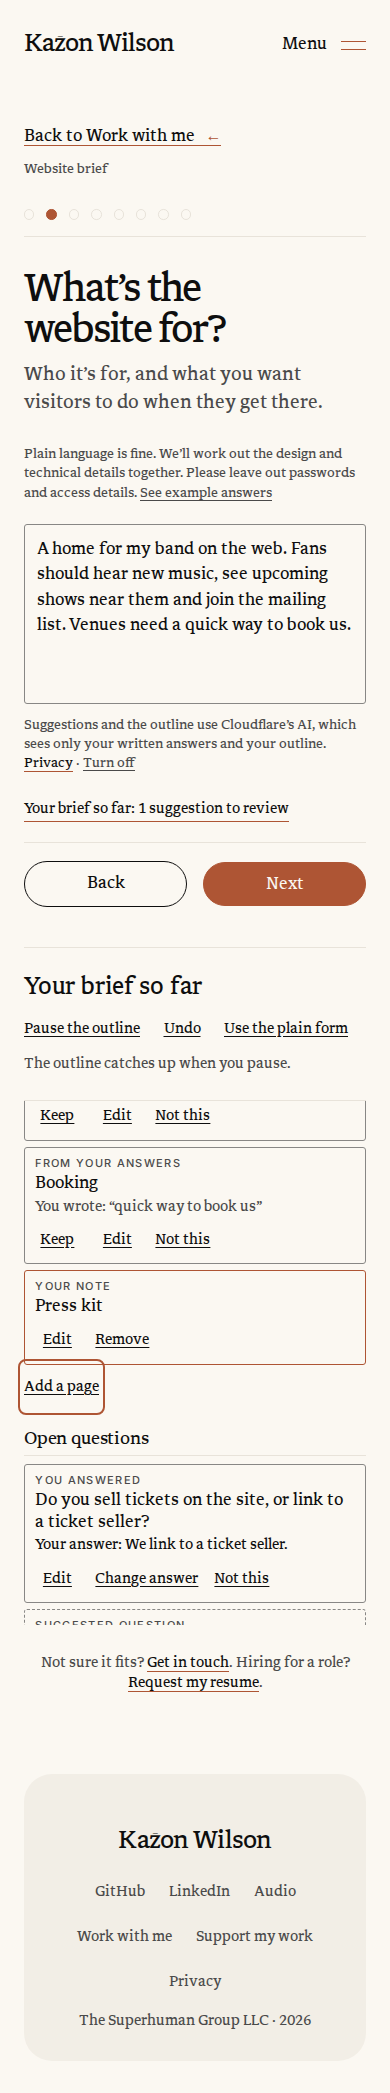 Kažon Wilson
Menu
Back to Work with me ←
Website brief
What’s the
website for?
Who it’s for, and what you want
visitors to do when they get there.
Plain language is fine. We’ll work out the design and
technical details together. Please leave out passwords
and access details. See example answers
A home for my band on the web. Fans
should hear new music, see upcoming
shows near them and join the mailing
list. Venues need a quick way to book us.
Suggestions and the outline use Cloudflare’s AI, which
sees only your written answers and your outline.
Privacy · Turn off
Your brief so far: 1 suggestion to review
Back Next
Your brief so far
Pause the outline Undo Use the plain form
The outline catches up when you pause.
Keep Edit Not this
FROM YOUR ANSWERS
Booking
You wrote: “quick way to book us”
Keep Edit Not this
YOUR NOTE
Press kit
Edit Remove
Add a page
Open questions
YOU ANSWERED
Do you sell tickets on the site, or link to
a ticket seller?
Your answer: We link to a ticket seller.
Edit Change answer Not this
SUGGESTED QUESTION
Not sure it fits? Get in touch. Hiring for a role?
Request my resume.
Kažon Wilson
GitHub LinkedIn Audio
Work with me Support my work
Privacy
The Superhuman Group LLC · 2026